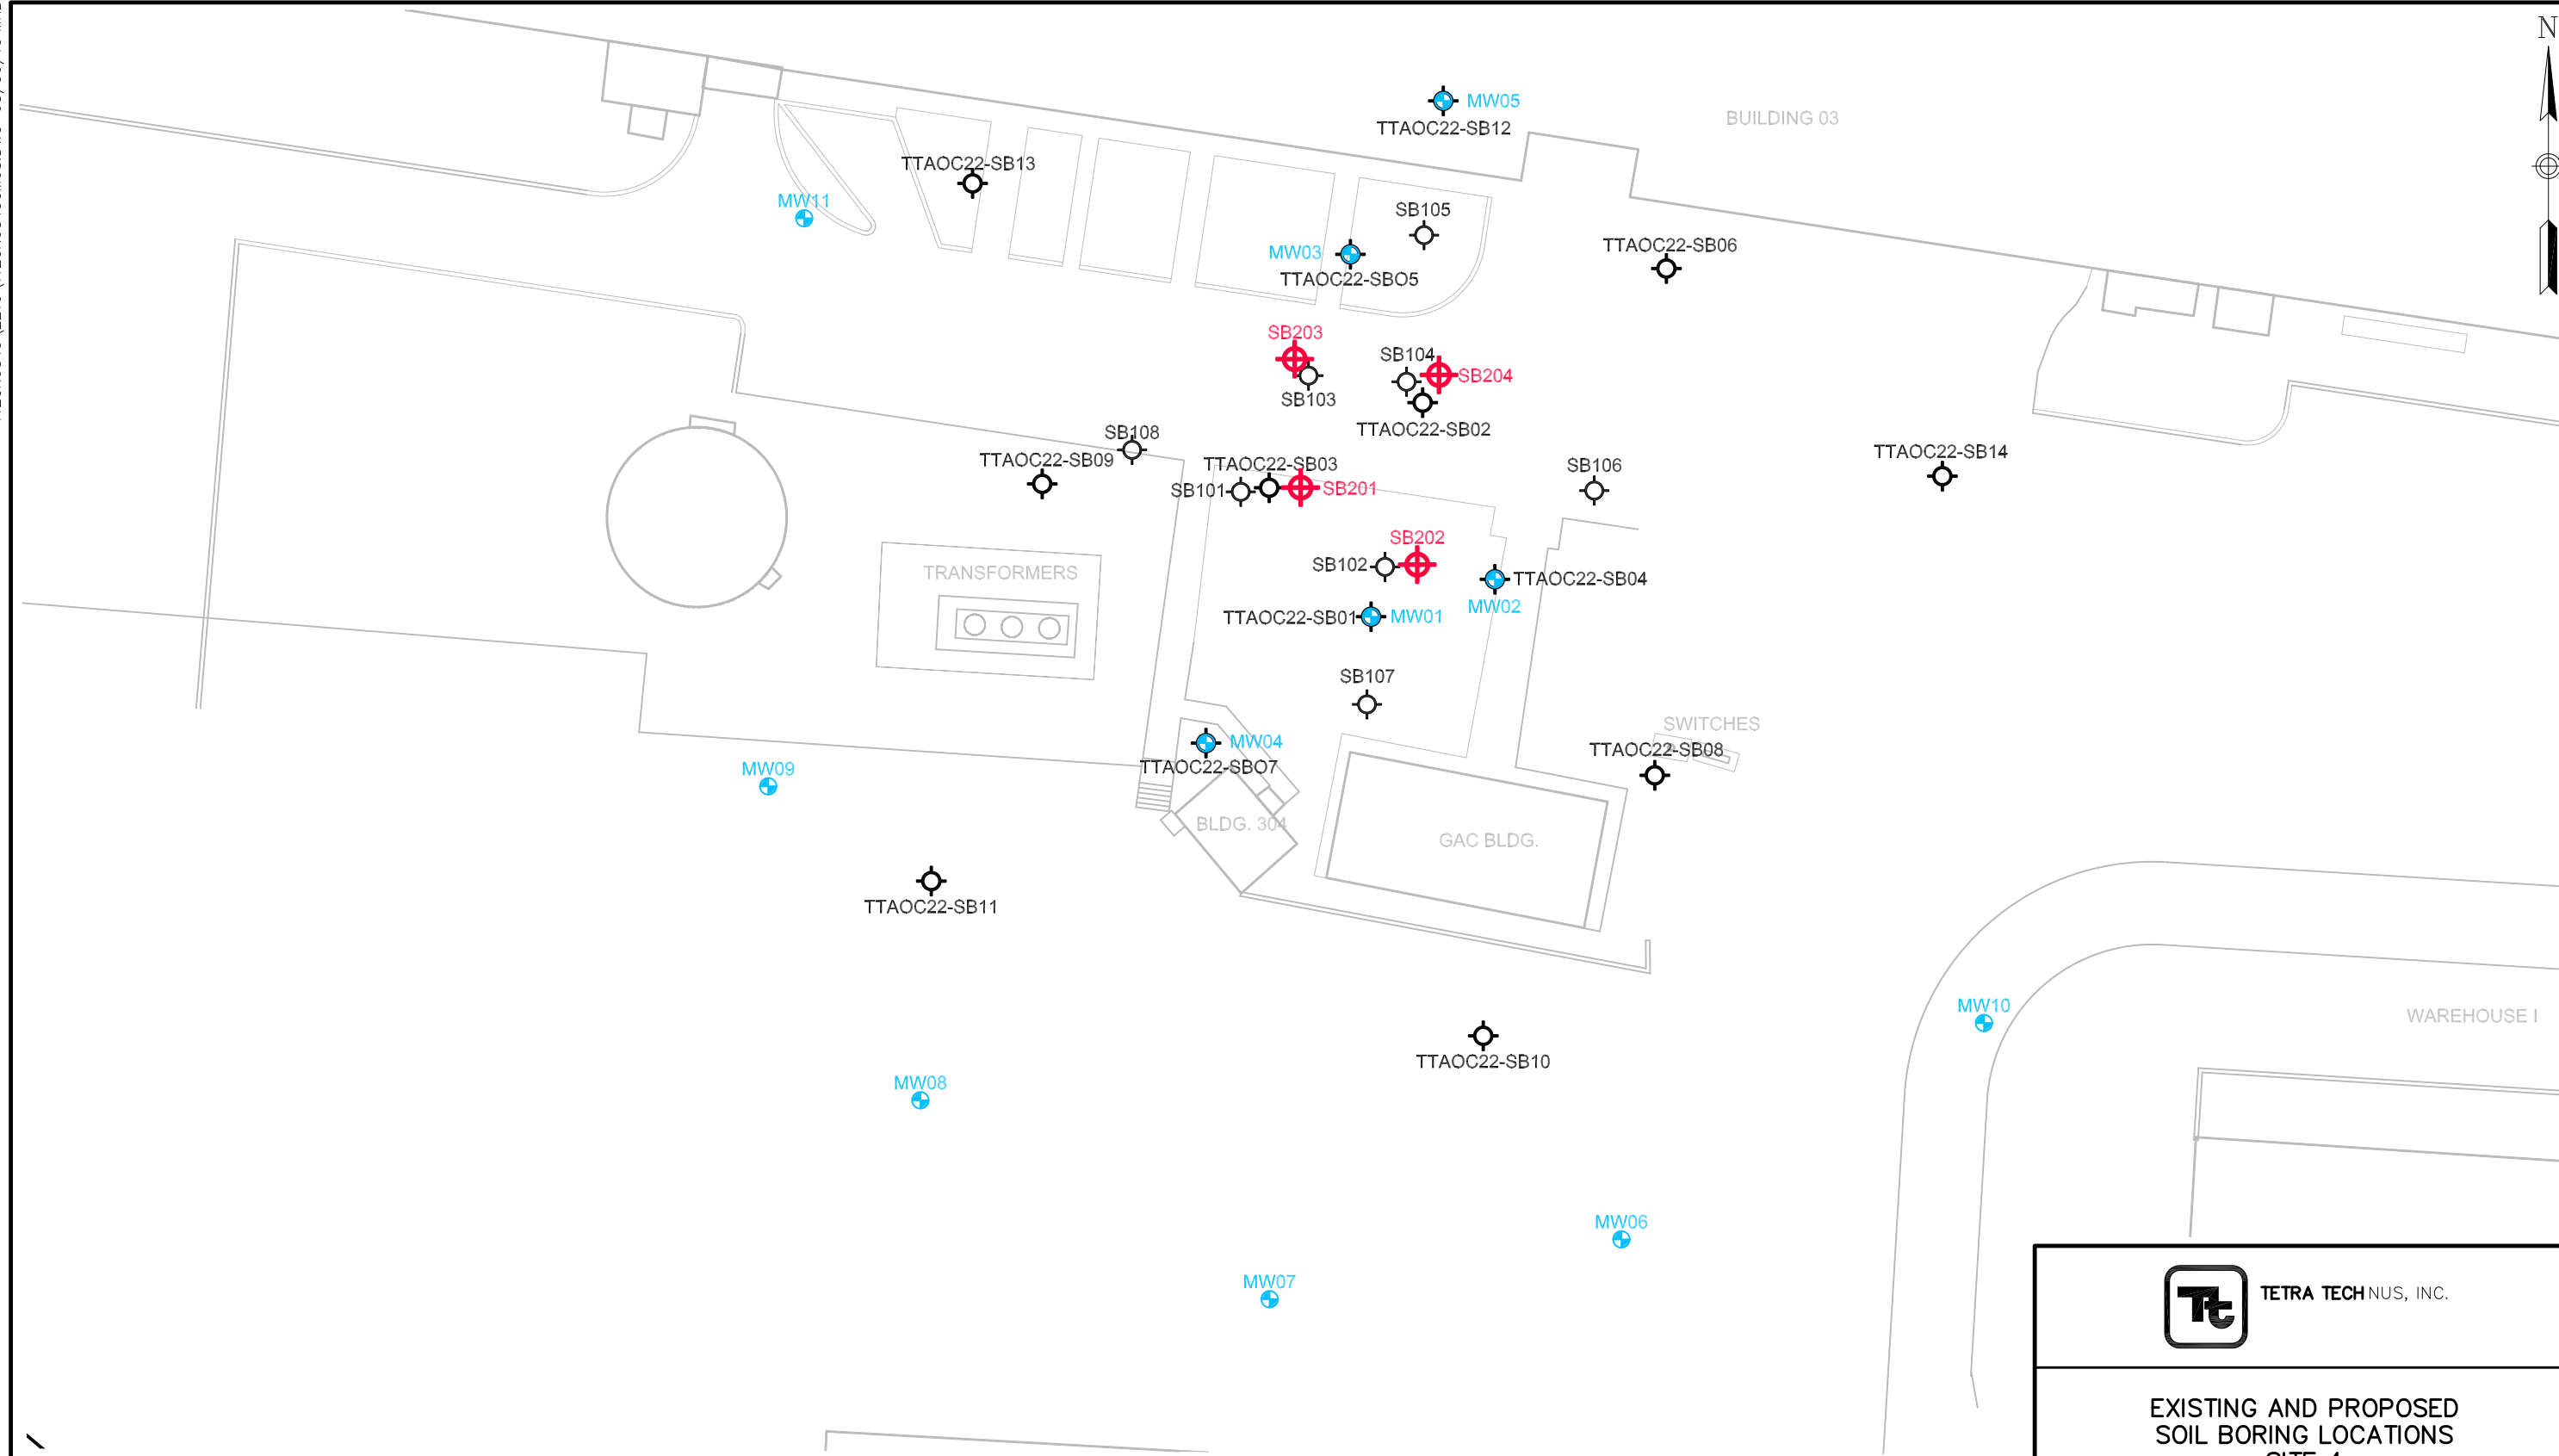 N
MW05
TTAOC22-SB12
BUILDING 03
TTAOC22-SB13
MW11
SB105
MW03
TTAOC22-SBO5
TTAOC22-SB06
SB203
SB103
SB104
SB204
TTAOC22-SB02
SB108
TTAOC22-SB09
TTAOC22-SB03
SB101
SB201
SB106
TTAOC22-SB14
SB202
SB102
TTAOC22-SB04
MW02
TRANSFORMERS
TTAOC22-SB01
MW01
SB107
SWITCHES
TTAOC22-SB08
MW04
TTAOC22-SBO7
MW09
BLDG. 304
GAC BLDG.
TTAOC22-SB11
MW10
WAREHOUSE I
TTAOC22-SB10
MW08
MW06
MW07
Tt
TETRA TECH NUS, INC.
EXISTING AND PROPOSED
SOIL BORING LOCATIONS
SITE 4